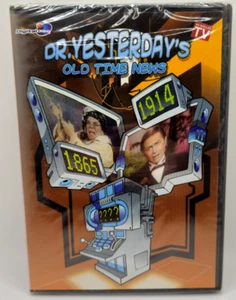 DR. YESTERDAY'S
OLD TIME NEWS
TV
1914
1865
????